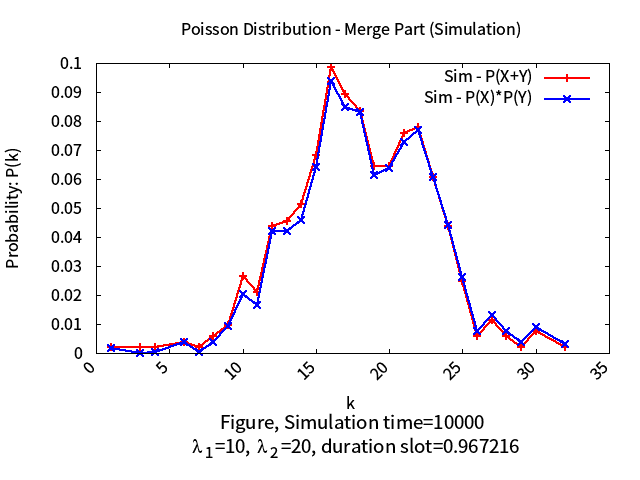 Poisson Distribution - Merge Part (Simulation)
Probability: P(k)
0.1
0.09
0.08
0.07
0.06
0.05
0.04
0.03
0.02
0.01
0
Sim - P(X+Y)
Sim - P(X)*P(Y)
0 5 10 15 20 25 30 35
k
Figure, Simulation time=10000
λ1=10, λ2=20, duration slot=0.967216